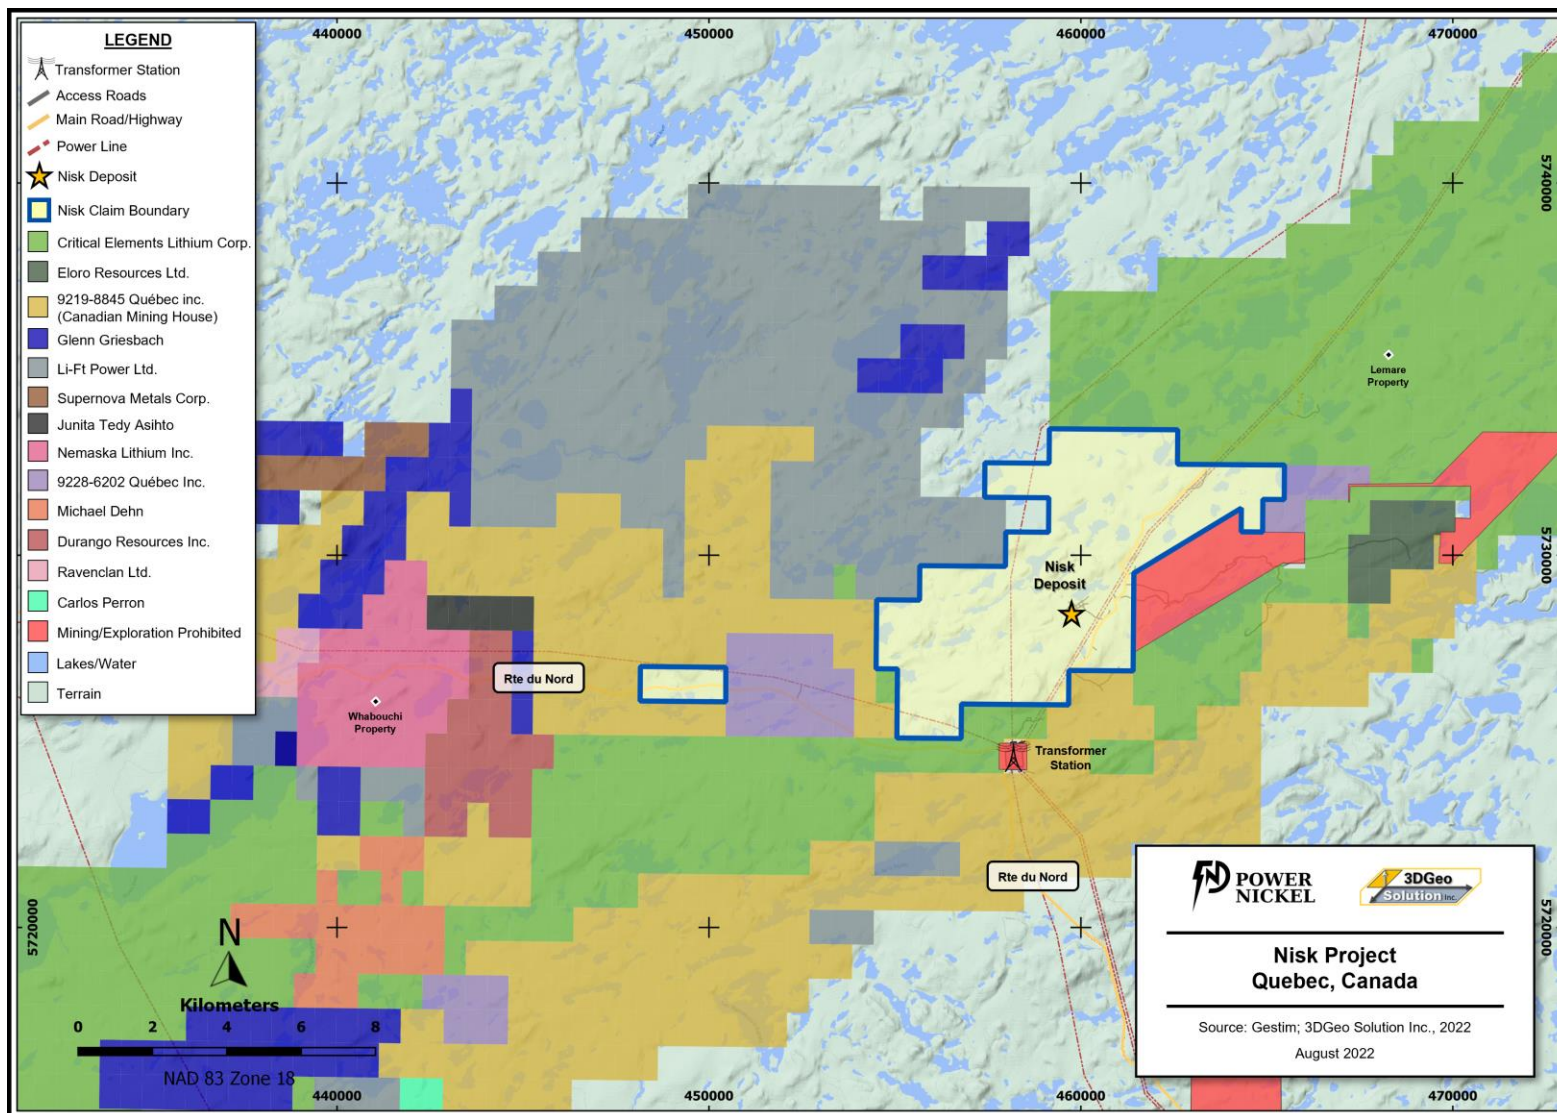 LEGEND
Transformer Station
Access Roads
Main Road/Highway
Power Line
Nisk Deposit
Nisk Claim Boundary
Critical Elements Lithium Corp.
Eloro Resources Ltd.
9219-8845 Québec inc.
(Canadian Mining House)
Glenn Griesbach
Li-Ft Power Ltd.
Supernova Metals Corp.
Junita Tedy Asihto
Nemaska Lithium Inc.
9228-6202 Québec Inc.
Michael Dehn
Durango Resources Inc.
Ravenclan Ltd.
Carlos Perron
Mining/Exploration Prohibited
Lakes/Water
Terrain
440000
450000
460000
470000
5740000
Lemare
Property
5730000
Nisk
Deposit
Rte du Nord
Whabouchi
Property
Transformer
Station
Rte du Nord
5720000
5720000
N
Kilometers
0 2 4 6 8
NAD 83 Zone 18
440000
450000
460000
470000
POWER
NICKEL
3DGeo
Solution Inc.
Nisk Project
Quebec, Canada
Source: Gestim; 3DGeo Solution Inc., 2022
August 2022